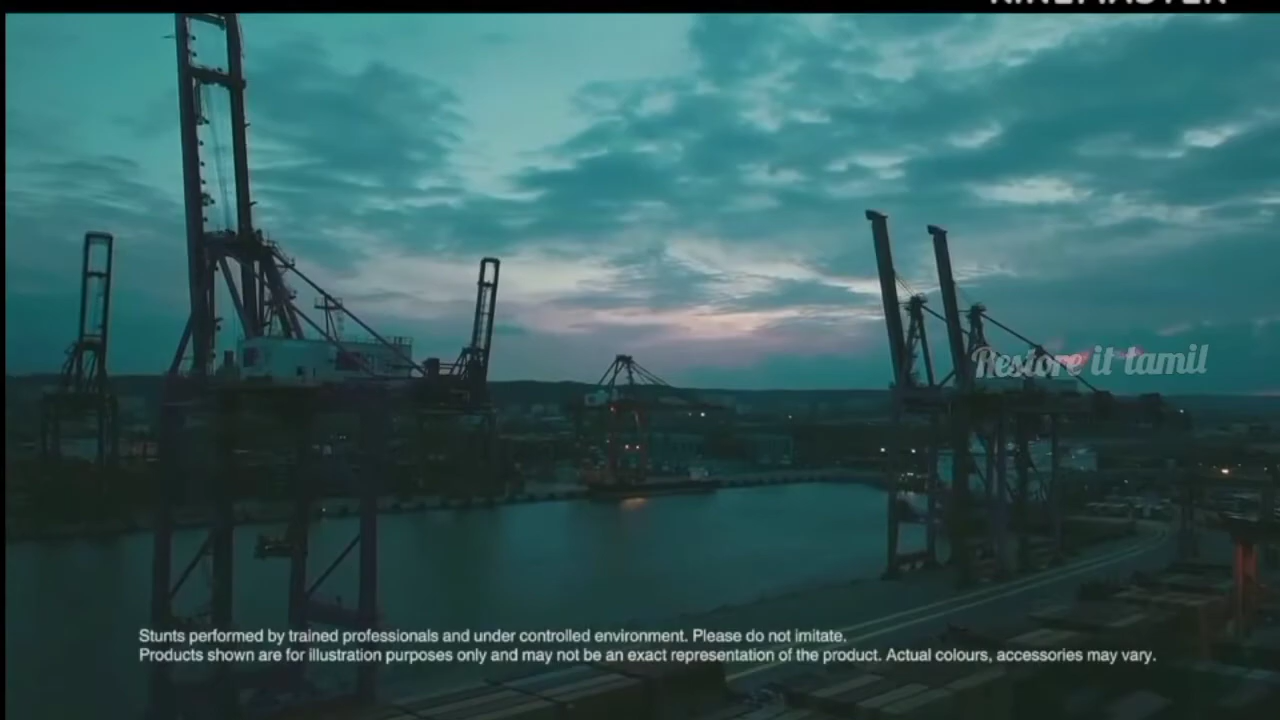 KINEMASTER
Restore it tamil
Stunts performed by trained professionals and under controlled environment. Please do not imitate.
Products shown are for illustration purposes only and may not be an exact representation of the product. Actual colours, accessories may vary.